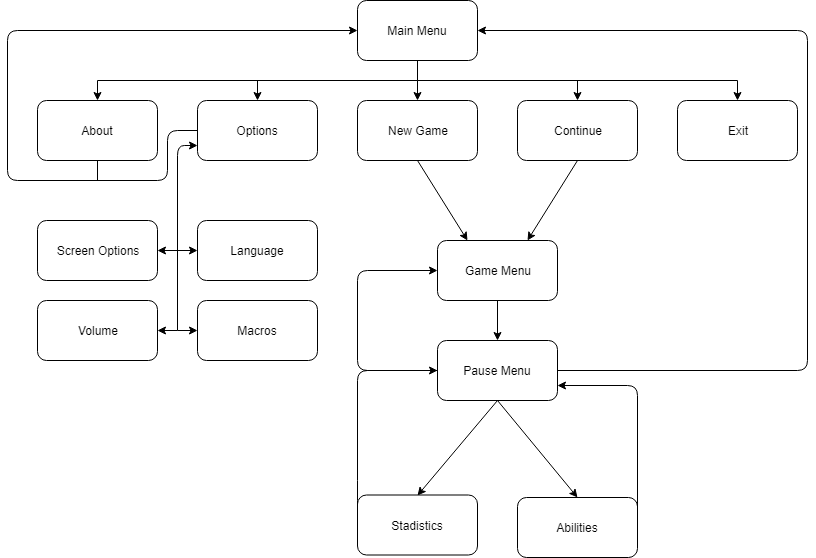 Main Menu
About
Options
New Game
Continue
Exit
Screen Options
Language
Game Menu
Volume
Macros
Pause Menu
Stadistics
Abilities